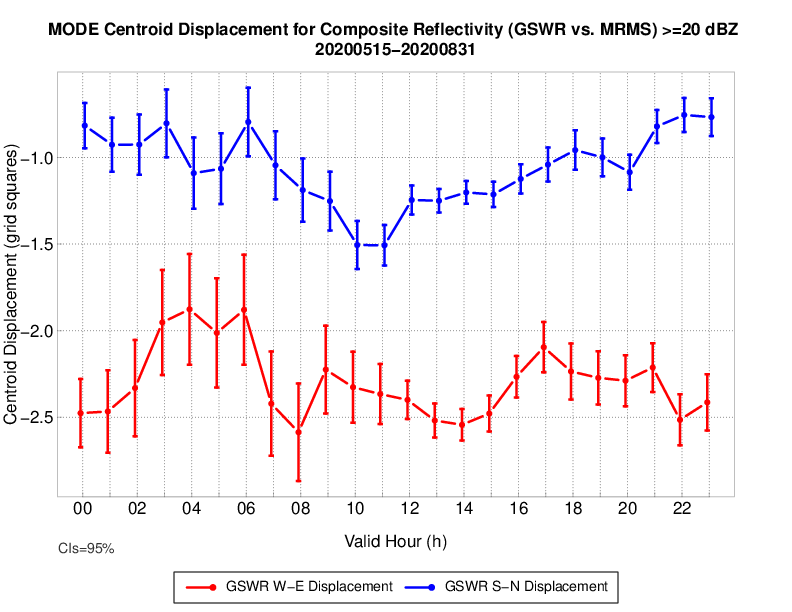 MODE Centroid Displacement for Composite Reflectivity (GSWR vs. MRMS) >=20 dBZ
20200515−20200831
Centroid Displacement (grid squares)
−1.0
−1.5
−2.0
−2.5
00 02 04 06 08 10 12 14 16 18 20 22
Valid Hour (h)
CIs=95%
GSWR W−E Displacement GSWR S−N Displacement